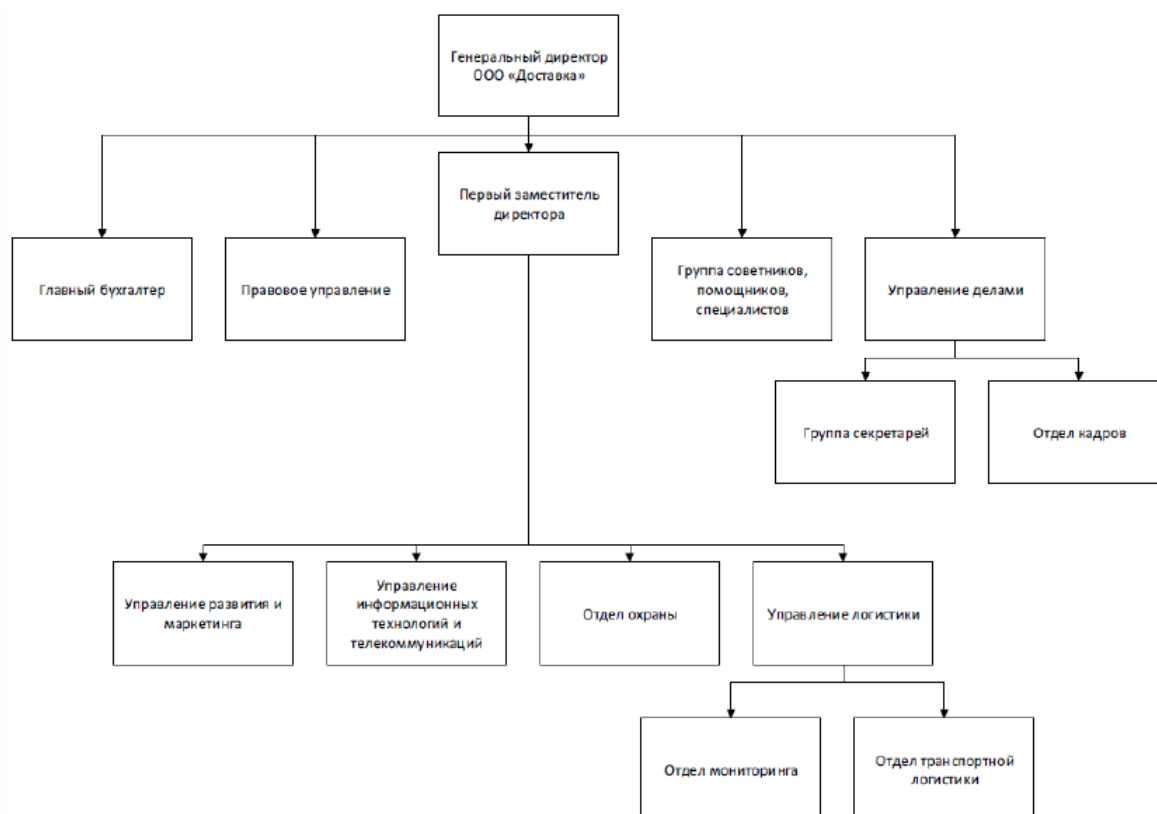 Генеральный директор
ООО «Доставка»
Первый заместитель
директора
Главный бухгалтер
Правовое управление
Группа советников,
помощников,
специалистов
Управление делами
Группа секретарей
Отдел кадров
Управление развития и
маркетинга
Управление
информационных
технологий и
телекоммуникаций
Отдел охраны
Управление логистики
Отдел мониторинга
Отдел транспортной
логистики